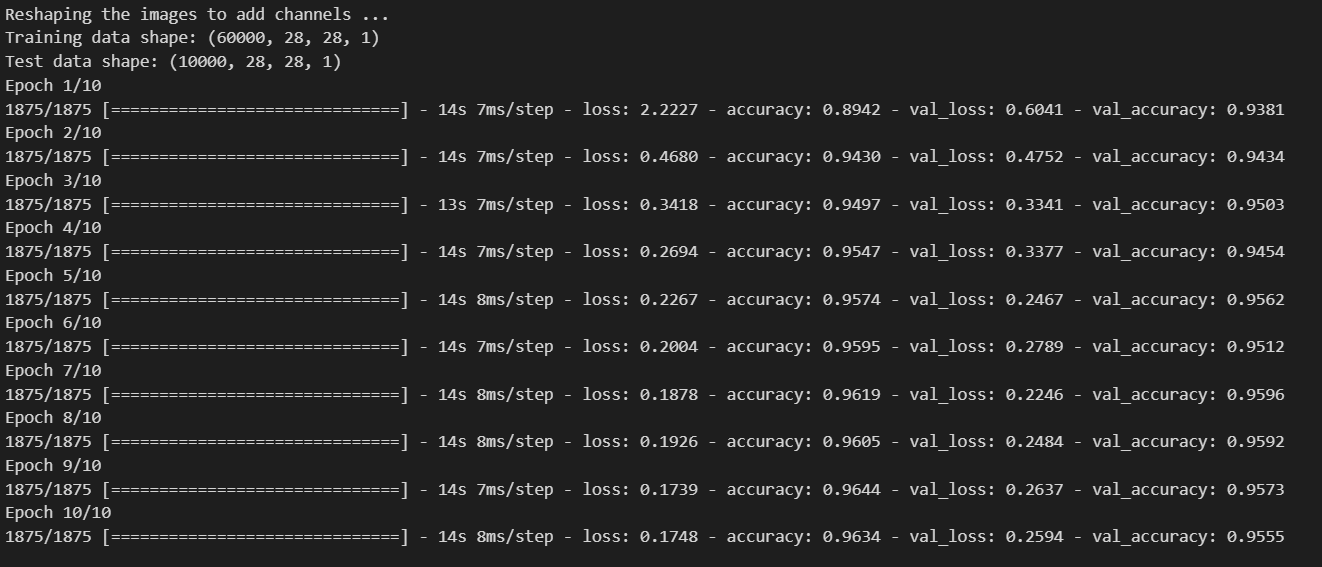 Reshaping the images to add channels ...
Training data shape: (60000, 28, 28, 1)
Test data shape: (10000, 28, 28, 1)
Epoch 1/10
1875/1875 [==============================] - 14s 7ms/step - loss: 2.2227 - accuracy: 0.8942 - val_loss: 0.6041 - val_accuracy: 0.9381
Epoch 2/10
1875/1875 [==============================] - 14s 7ms/step - loss: 0.4680 - accuracy: 0.9430 - val_loss: 0.4752 - val_accuracy: 0.9434
Epoch 3/10
1875/1875 [==============================] - 13s 7ms/step - loss: 0.3418 - accuracy: 0.9497 - val_loss: 0.3341 - val_accuracy: 0.9503
Epoch 4/10
1875/1875 [==============================] - 14s 7ms/step - loss: 0.2694 - accuracy: 0.9547 - val_loss: 0.3377 - val_accuracy: 0.9454
Epoch 5/10
1875/1875 [==============================] - 14s 8ms/step - loss: 0.2267 - accuracy: 0.9574 - val_loss: 0.2467 - val_accuracy: 0.9562
Epoch 6/10
1875/1875 [==============================] - 14s 7ms/step - loss: 0.2004 - accuracy: 0.9595 - val_loss: 0.2789 - val_accuracy: 0.9512
Epoch 7/10
1875/1875 [==============================] - 14s 8ms/step - loss: 0.1878 - accuracy: 0.9619 - val_loss: 0.2246 - val_accuracy: 0.9596
Epoch 8/10
1875/1875 [==============================] - 14s 8ms/step - loss: 0.1926 - accuracy: 0.9605 - val_loss: 0.2484 - val_accuracy: 0.9592
Epoch 9/10
1875/1875 [==============================] - 14s 7ms/step - loss: 0.1739 - accuracy: 0.9644 - val_loss: 0.2637 - val_accuracy: 0.9573
Epoch 10/10
1875/1875 [==============================] - 14s 8ms/step - loss: 0.1748 - accuracy: 0.9634 - val_loss: 0.2594 - val_accuracy: 0.9555